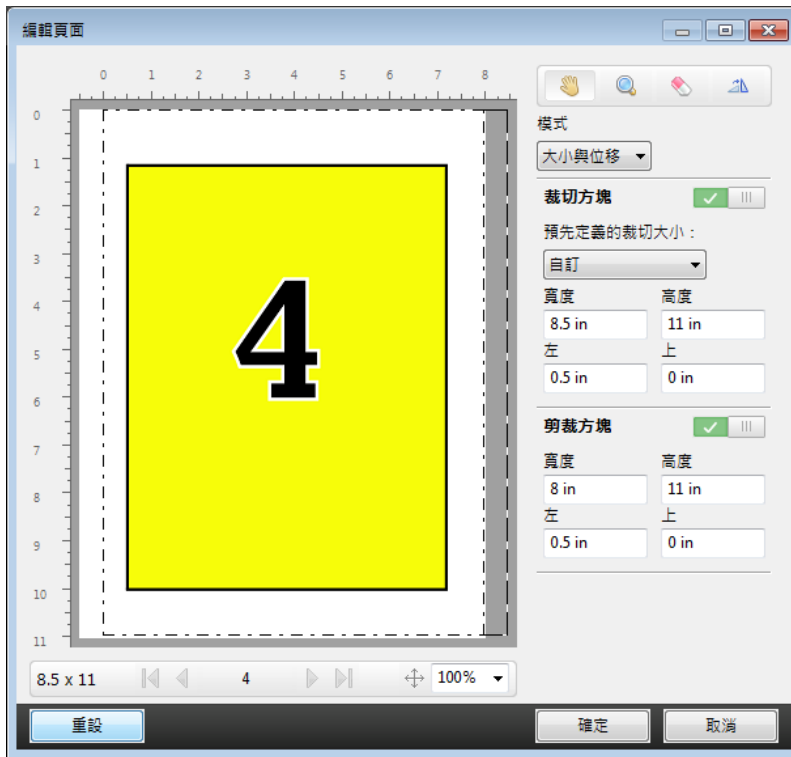 編輯頁面
0 1 2 3 4 5 6 7 8
0
1
2
3
4
5
6
7
8
9
10
11
4
模式
大小與位移
裁切方塊
預先定義的裁切大小：
自訂
寬度 高度
8.5 in 11 in
左 上
0.5 in 0 in
剪裁方塊
寬度 高度
8 in 11 in
左 上
0.5 in 0 in
8.5 x 11 4 100%
重設 確定 取消